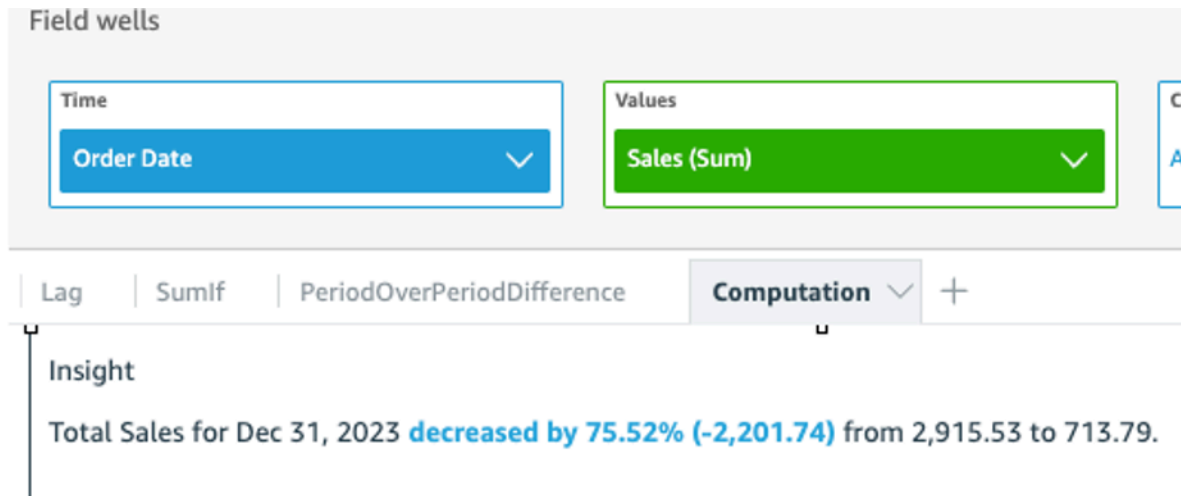 Field wells
Time
Values
C
Order Date
Sales (Sum)
A
Lag
SumIf
PeriodOverPeriodDifference
Computation
Insight
Total Sales for Dec 31, 2023 decreased by 75.52% (-2,201.74) from 2,915.53 to 713.79.